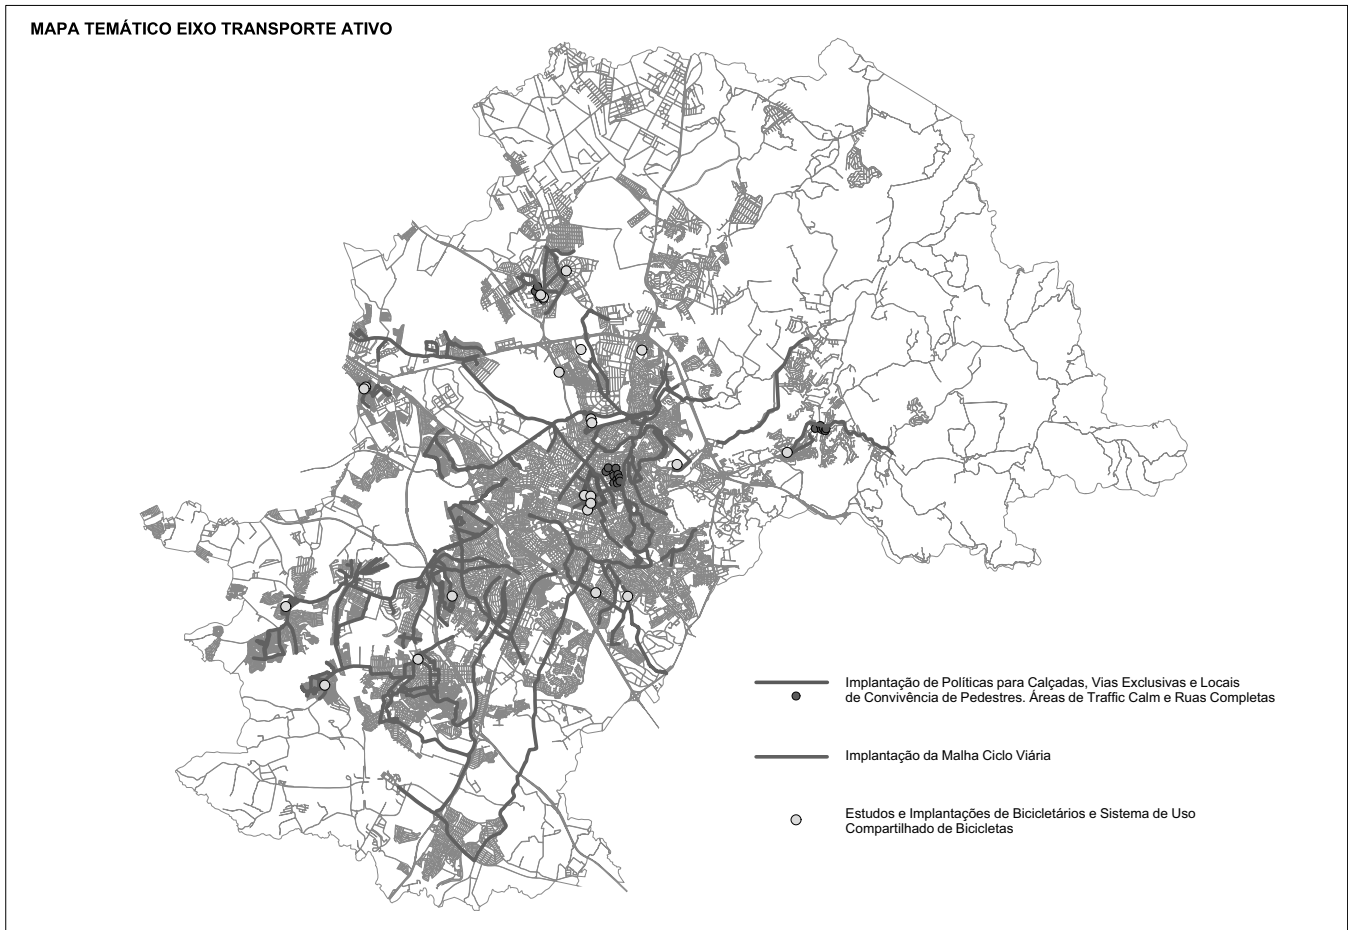 MAPA TEMÁTICO EIXO TRANSPORTE ATIVO
Implantação de Políticas para Calçadas, Vias Exclusivas e Locais
de Convivência de Pedestres. Áreas de Traffic Calm e Ruas Completas
Implantação da Malha Ciclo Viária
Estudos e Implantações de Bicicletários e Sistema de Uso
Compartilhado de Bicicletas